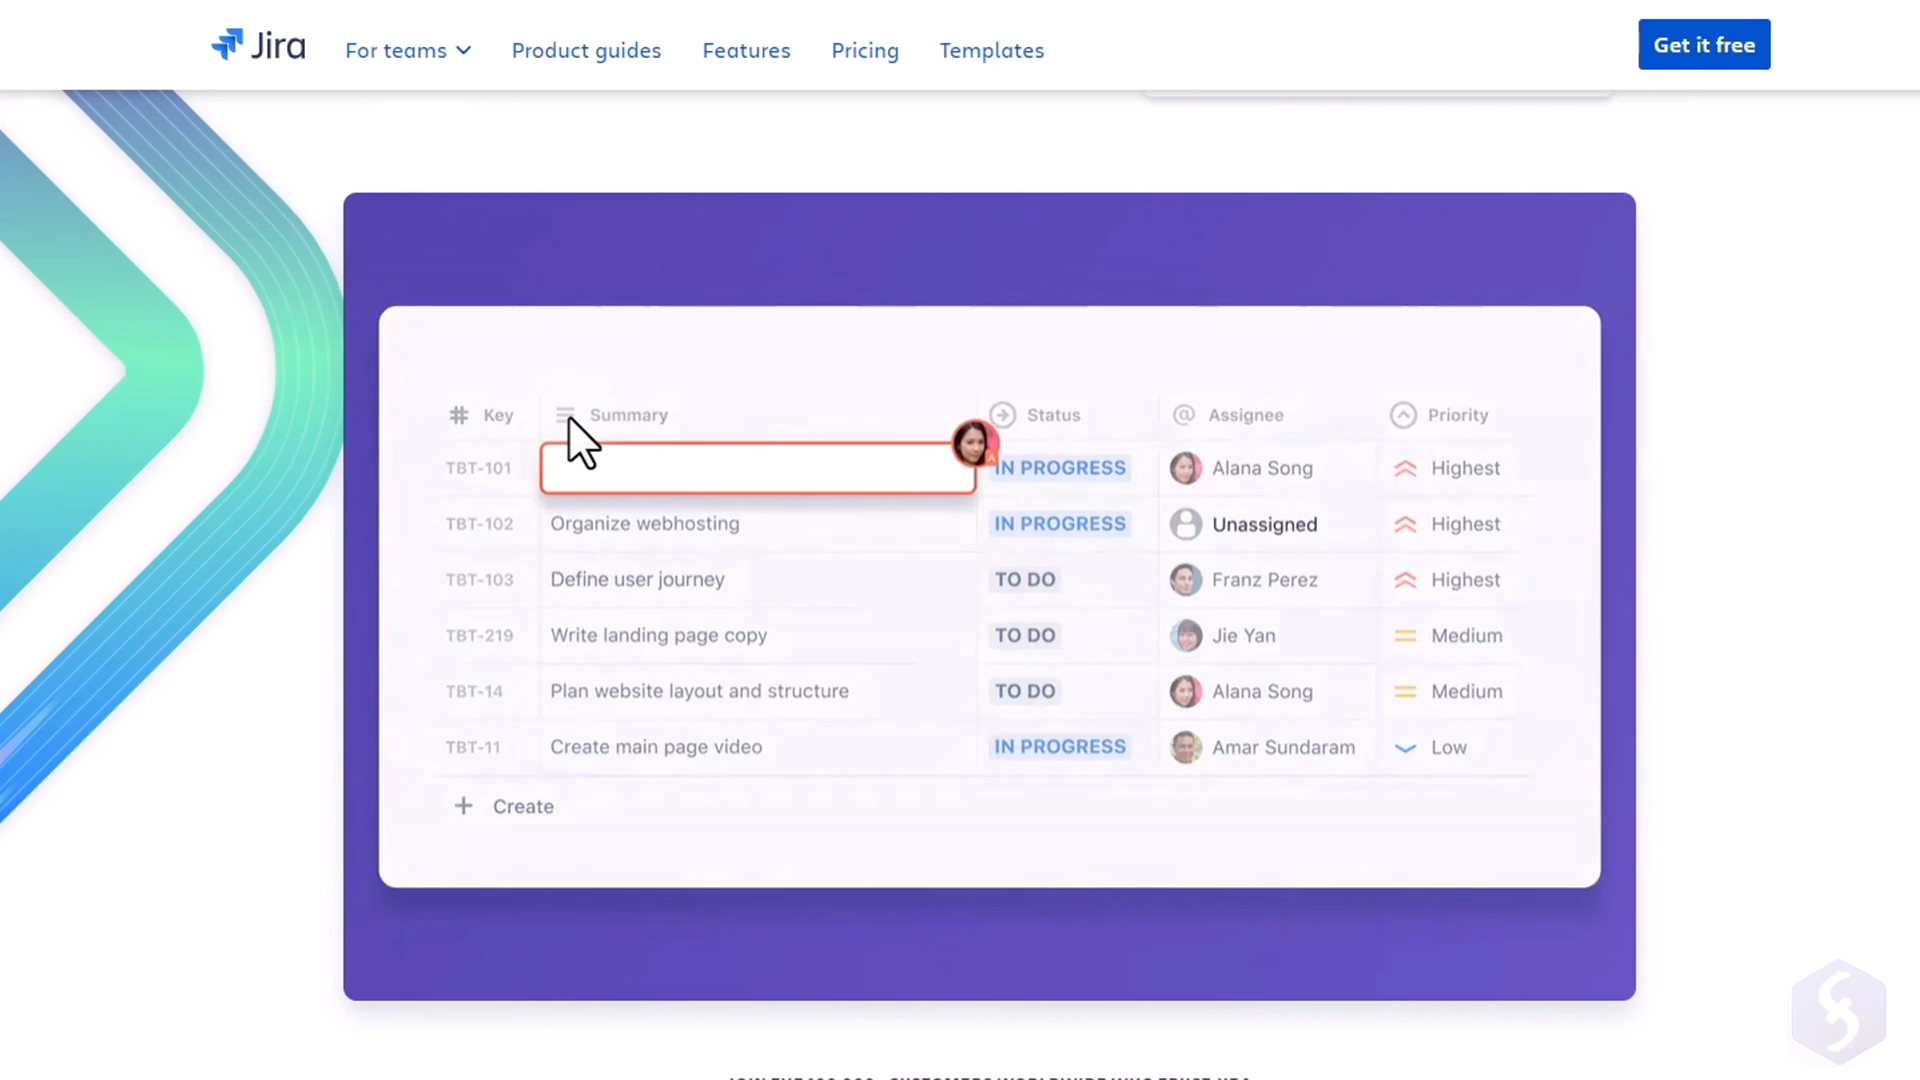 Jira
For teams Product guides Features Pricing Templates
Get it free
Key Summary Status Assignee Priority
TBT-101 IN PROGRESS Alana Song Highest
TBT-102 Organize webhosting IN PROGRESS Unassigned Highest
TBT-103 Define user journey TO DO Franz Perez Highest
TBT-219 Write landing page copy TO DO Jie Yan Medium
TBT-14 Plan website layout and structure TO DO Alana Song Medium
TBT-11 Create main page video IN PROGRESS Amar Sundaram Low
+ Create